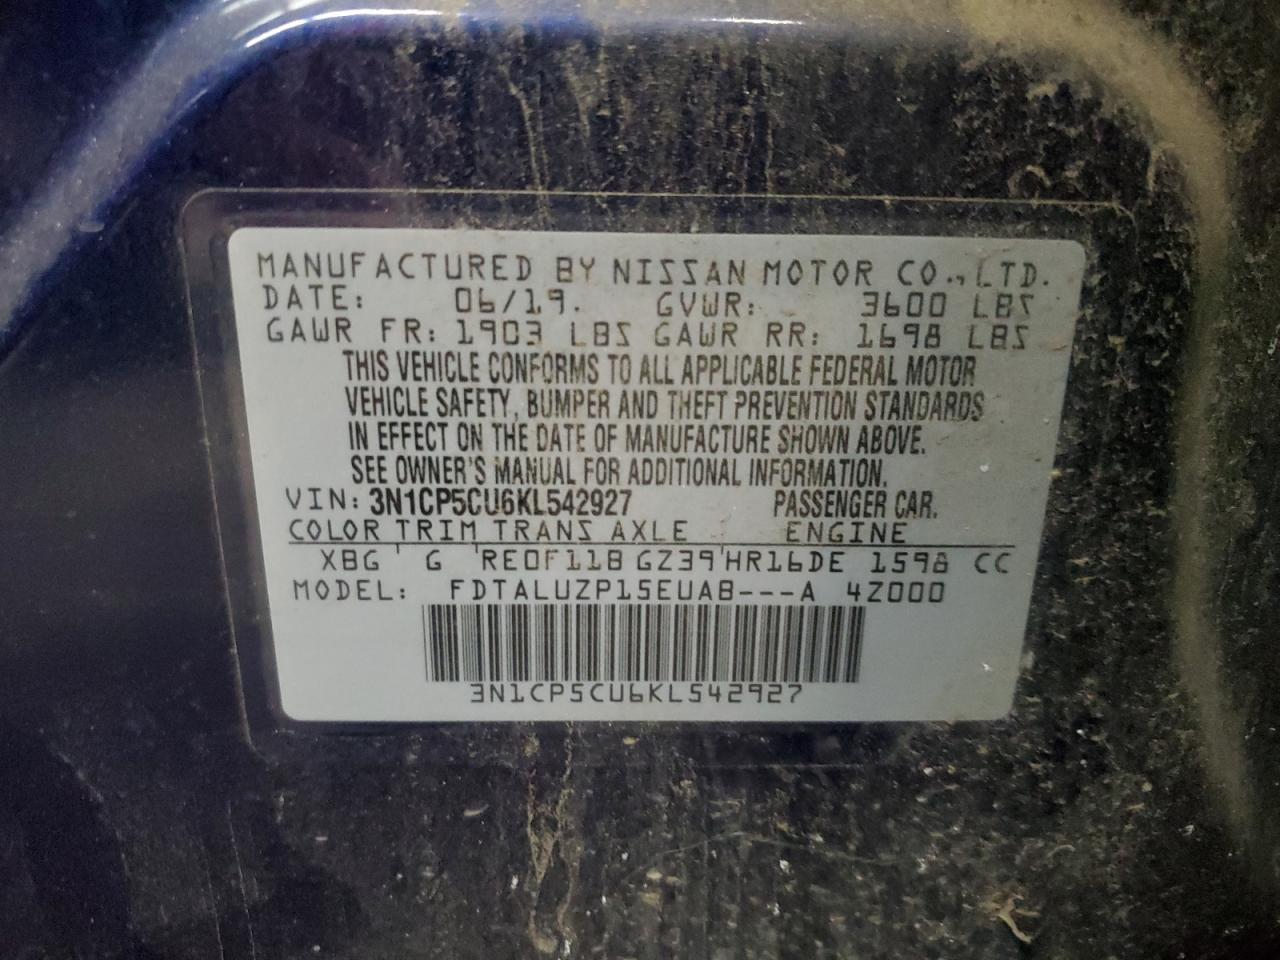 MANUFACTURED BY NISSAN MOTOR CO., LTD.
DATE: 06/19. GVWR: 3600 LBS
GAWR FR: 1903 LBS GAWR RR: 1698 LBS
THIS VEHICLE CONFORMS TO ALL APPLICABLE FEDERAL MOTOR
VEHICLE SAFETY, BUMPER AND THEFT PREVENTION STANDARDS
IN EFFECT ON THE DATE OF MANUFACTURE SHOWN ABOVE.
SEE OWNER'S MANUAL FOR ADDITIONAL INFORMATION.
VIN: 3N1CP5CU6KL542927 PASSENGER CAR.
COLOR TRIM TRANS AXLE ENGINE
XBG ' G 'RE0F11B GZ39'HR16DE 1598 CC
MODEL: FDTALUZP15EUAB---A 4Z000
3N1CP5CU6KL542927